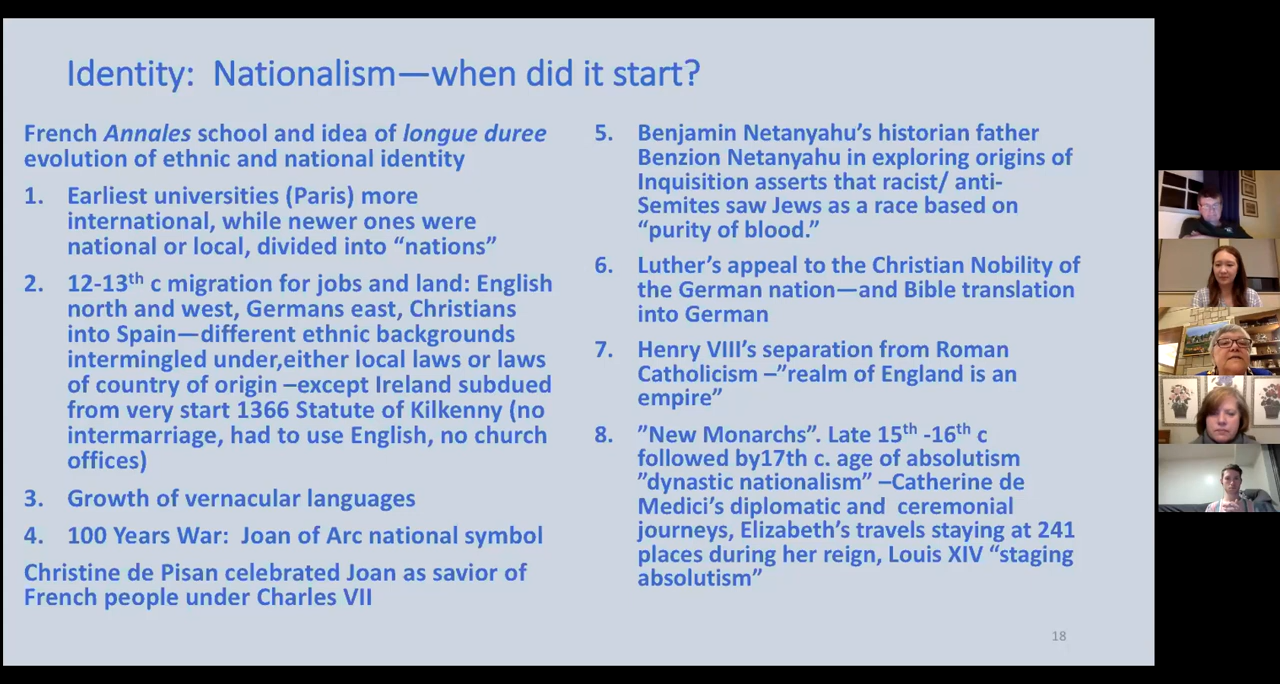 Identity:  Nationalism—when did it start?
French Annales school and idea of longue duree
evolution of ethnic and national identity
1. Earliest universities (Paris) more
international, while newer ones were
national or local, divided into “nations”
2. 12-13th c migration for jobs and land: English
north and west, Germans east, Christians
into Spain—different ethnic backgrounds
intermingled under,either local laws or laws
of country of origin –except Ireland subdued
from very start 1366 Statute of Kilkenny (no
intermarriage, had to use English, no church
offices)
3. Growth of vernacular languages
4. 100 Years War:  Joan of Arc national symbol
Christine de Pisan celebrated Joan as savior of
French people under Charles VII
5. Benjamin Netanyahu’s historian father
Benzion Netanyahu in exploring origins of
Inquisition asserts that racist/ anti-
Semites saw Jews as a race based on
“purity of blood.”
6. Luther’s appeal to the Christian Nobility of
the German nation—and Bible translation
into German
7. Henry VIII’s separation from Roman
Catholicism –”realm of England is an
empire”
8. ”New Monarchs”. Late 15th -16th c
followed by17th c. age of absolutism
”dynastic nationalism” –Catherine de
Medici’s diplomatic and  ceremonial
journeys, Elizabeth’s travels staying at 241
places during her reign, Louis XIV “staging
absolutism”
18